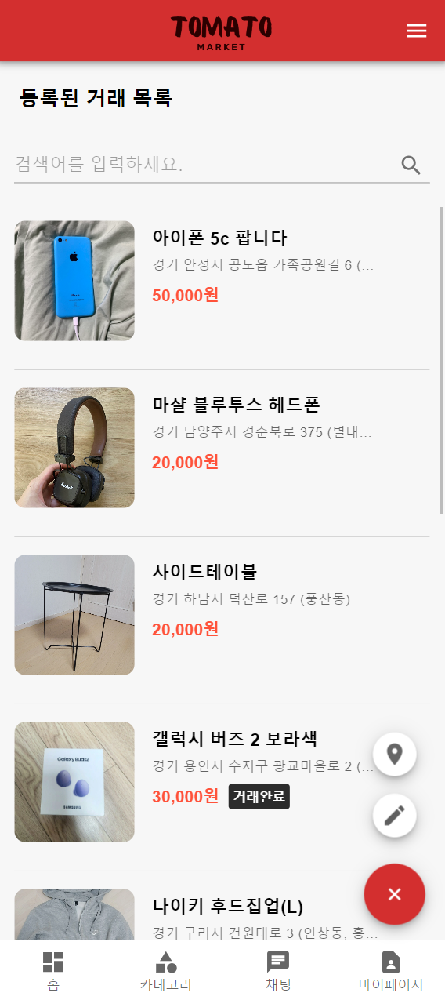 TOMATO
MARKET
등록된 거래 목록
검색어를 입력하세요.
아이폰 5c 팝니다
경기 안성시 공도읍 가족공원길 6 (...
50,000원
마샬 블루투스 헤드폰
경기 남양주시 경춘북로 375 (별내...
20,000원
Marshall
사이드테이블
경기 하남시 덕산로 157 (풍산동)
20,000원
갤럭시 버즈 2 보라색
경기 용인시 수지구 광교마을로 2 (...
30,000원 거래완료
Galaxy Buds2
SAMSUNG
나이키 후드집업(L)
경기 구리시 건원대로 3 (인창동, 흥...
홈 카테고리 채팅 마이페이지